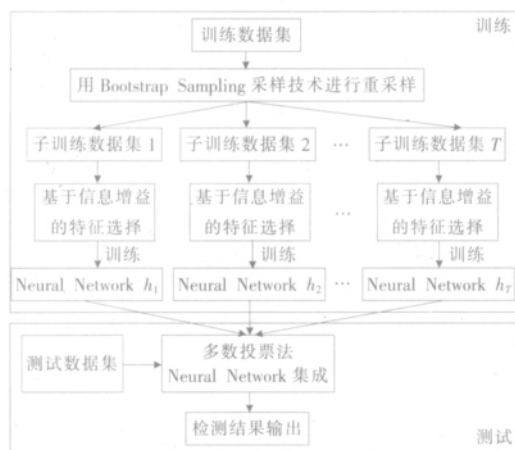 训练
训练数据集
用 Bootstrap Sampling 采样技术进行重采样
子训练数据集 1
子训练数据集 2
…
子训练数据集 T
基于信息增益
的特征选择
基于信息增益
的特征选择
…
基于信息增益
的特征选择
训练
训练
训练
Neural Network h₁
Neural Network h₂
…
Neural Network h_T
测试数据集
多数投票法
Neural Network 集成
检测结果输出
测试